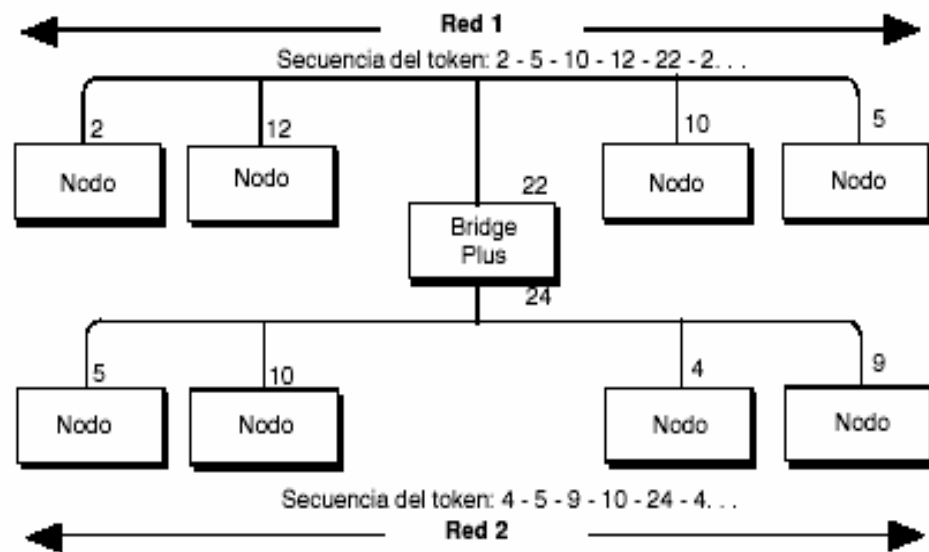 Red 1
Secuencia del token: 2 - 5 - 10 - 12 - 22 - 2. . .
2
12
10
5
Nodo
Nodo
Nodo
Nodo
22
Bridge
Plus
24
5
10
4
9
Nodo
Nodo
Nodo
Nodo
Secuencia del token: 4 - 5 - 9 - 10 - 24 - 4. . .
Red 2